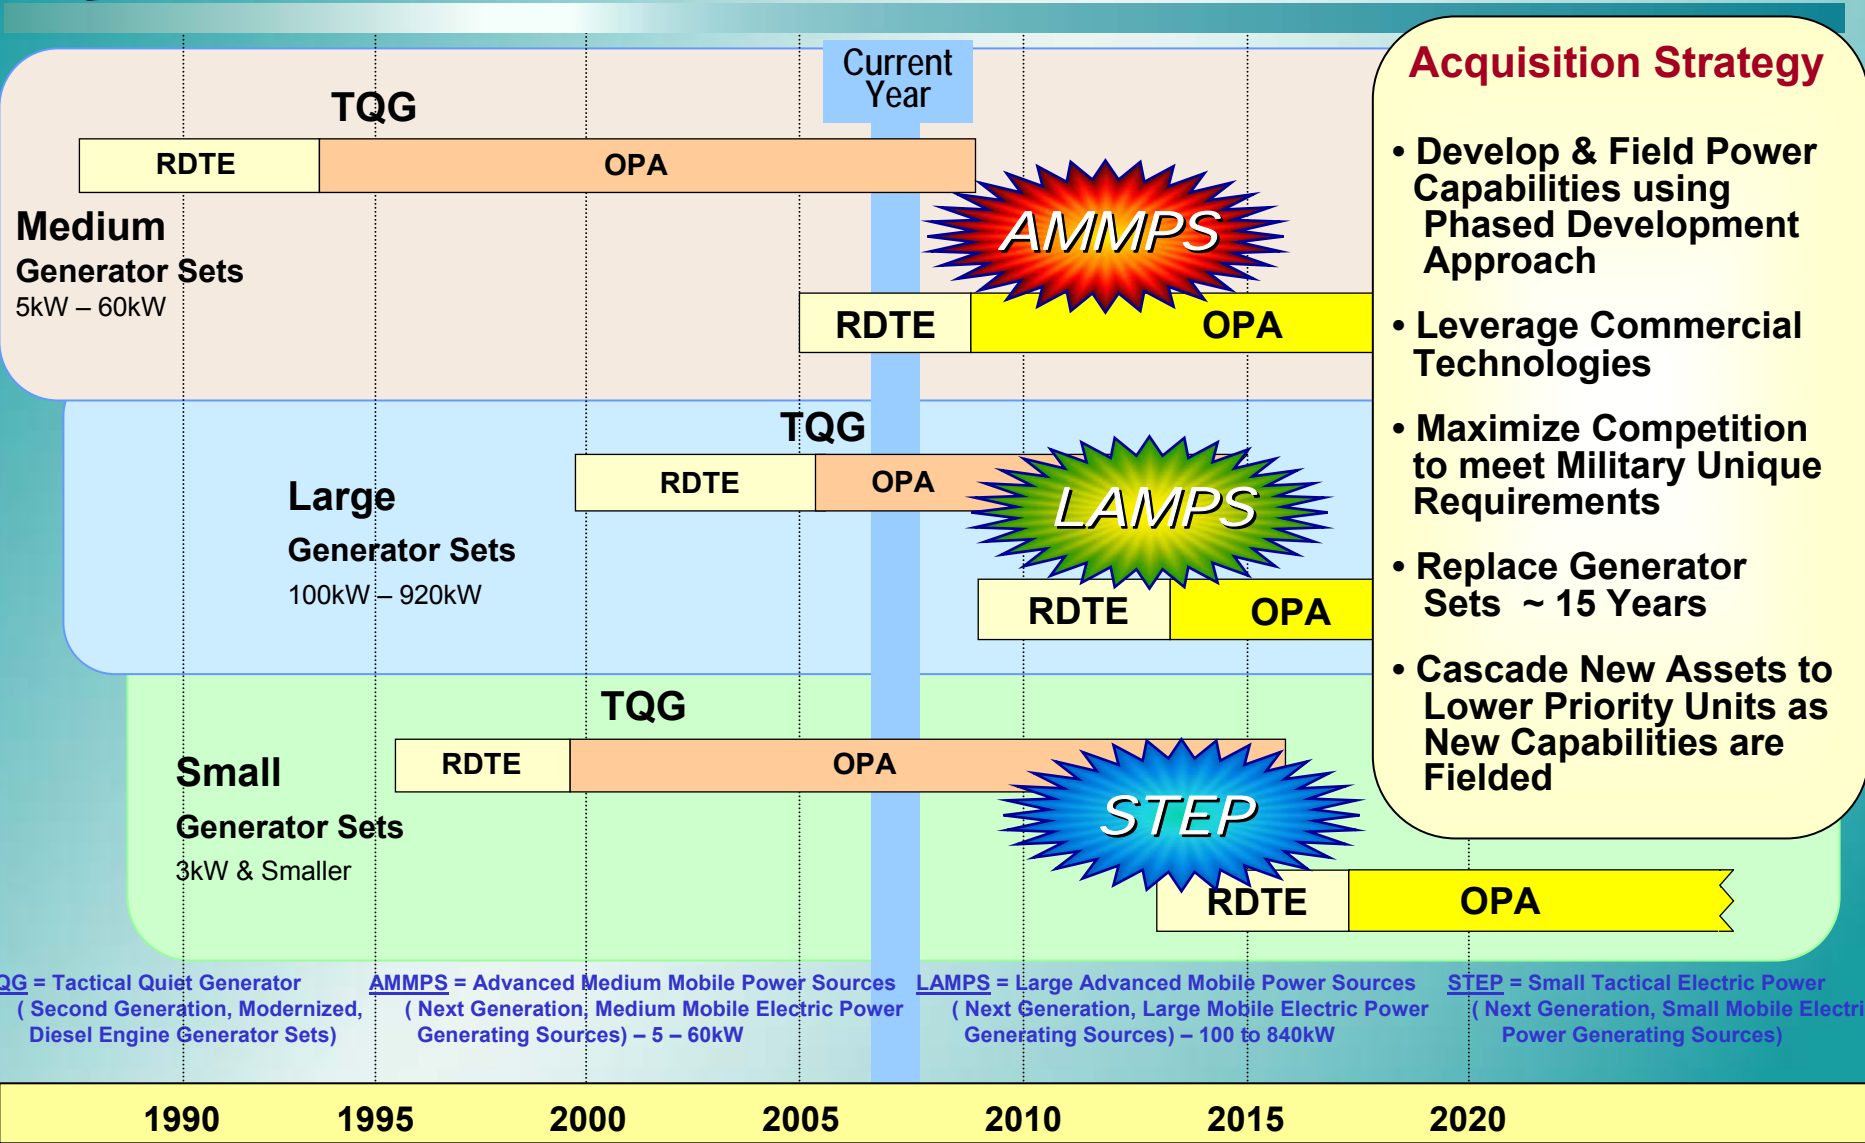 Current
Year
TQG
RDTE
OPA
Medium
Generator Sets
5kW – 60kW
AMMPS
RDTE
OPA
TQG
RDTE
OPA
Large
Generator Sets
100kW – 920kW
LAMPS
RDTE
OPA
TQG
RDTE
OPA
Small
Generator Sets
3kW & Smaller
STEP
RDTE
OPA
Acquisition Strategy
• Develop & Field Power
Capabilities using
Phased Development
Approach
• Leverage Commercial
Technologies
• Maximize Competition
to meet Military Unique
Requirements
• Replace Generator
Sets ~ 15 Years
• Cascade New Assets to
Lower Priority Units as
New Capabilities are
Fielded
QG = Tactical Quiet Generator
( Second Generation, Modernized,
Diesel Engine Generator Sets)
AMMPS = Advanced Medium Mobile Power Sources
( Next Generation, Medium Mobile Electric Power
Generating Sources) – 5 – 60kW
LAMPS = Large Advanced Mobile Power Sources
( Next Generation, Large Mobile Electric Power
Generating Sources) – 100 to 840kW
STEP = Small Tactical Electric Power
( Next Generation, Small Mobile Electri
Power Generating Sources)
1990 1995 2000 2005 2010 2015 2020